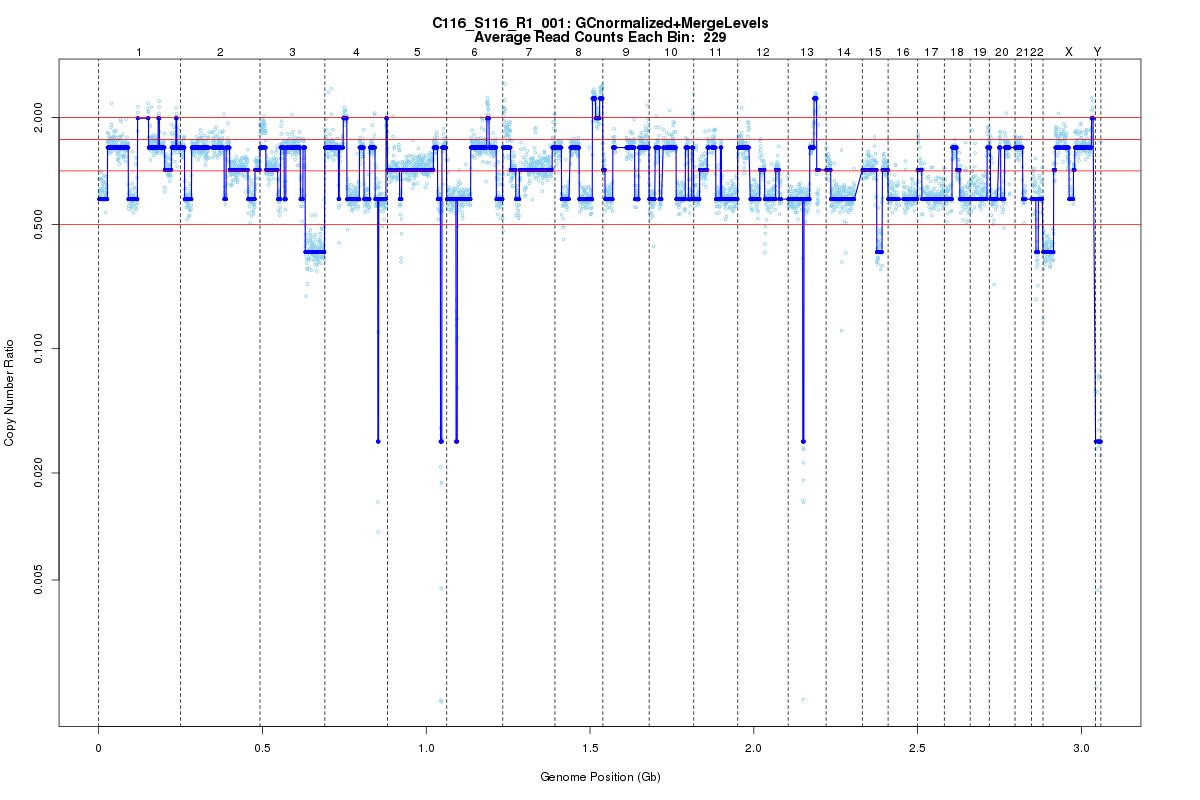 C116_S116_R1_001: GCnormalized+MergeLevels
Average Read Counts Each Bin: 229
1 2 3 4 5 6 7 8 9 10 11 12 13 14 15 16 17 18 19 20 21 22 X Y
2.000
0.500
0.100
0.020
0.005
Copy Number Ratio
0 0.5 1.0 1.5 2.0 2.5 3.0
Genome Position (Gb)